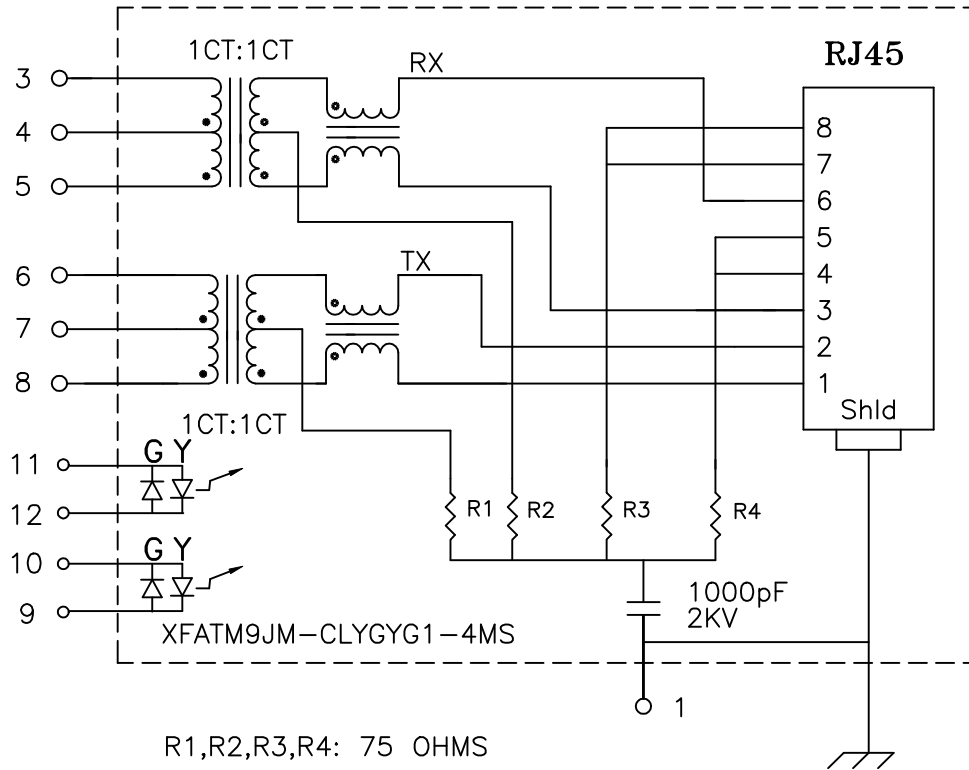 1CT:1CT
RX
RJ45
3
4
5
8
7
6
5
4
3
2
1
Shld
6
7
8
TX
1CT:1CT
11
12
G Y
10
9
G Y
R1
R2
R3
R4
1000pF
2KV
XFATM9JM-CLYGYG1-4MS
1
R1,R2,R3,R4: 75 OHMS